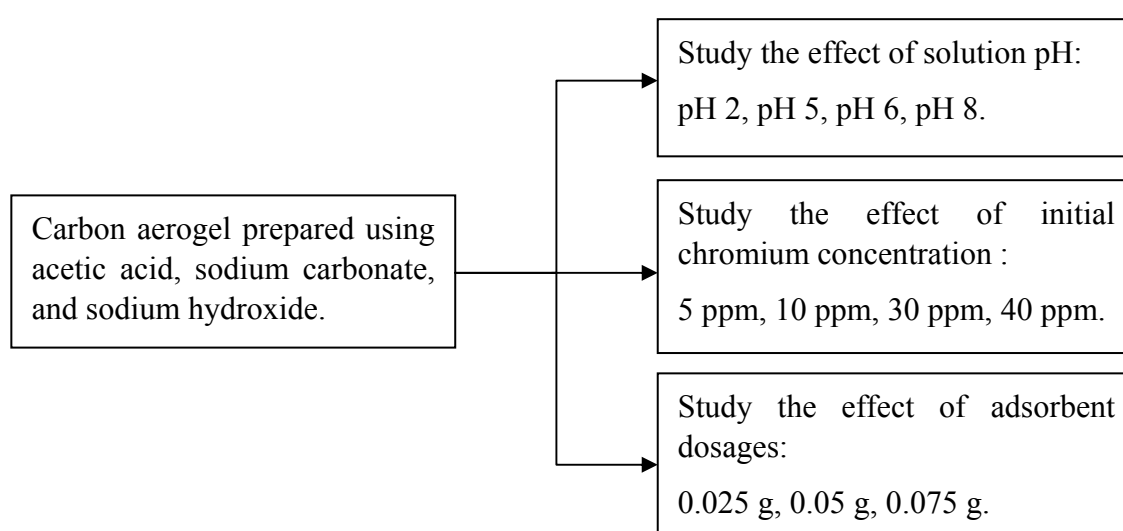 Study the effect of solution pH:
pH 2, pH 5, pH 6, pH 8.
Carbon aerogel prepared using
acetic acid, sodium carbonate,
and sodium hydroxide.
Study the effect of initial
chromium concentration :
5 ppm, 10 ppm, 30 ppm, 40 ppm.
Study the effect of adsorbent
dosages:
0.025 g, 0.05 g, 0.075 g.